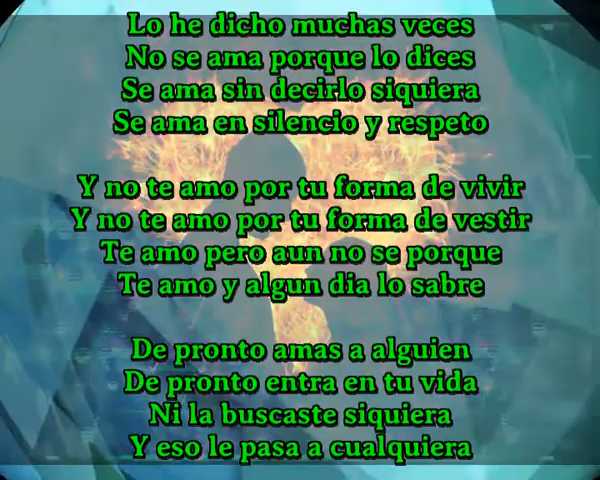 Lo he dicho muchas veces
No se ama porque lo dices
Se ama sin decirlo siquiera
Se ama en silencio y respeto
Y no te amo por tu forma de vivir
Y no te amo por tu forma de vestir
Te amo pero aun no se porque
Te amo y algun dia lo sabre
De pronto amas a alguien
De pronto entra en tu vida
Ni la buscaste siquiera
Y eso le pasa a cualquiera